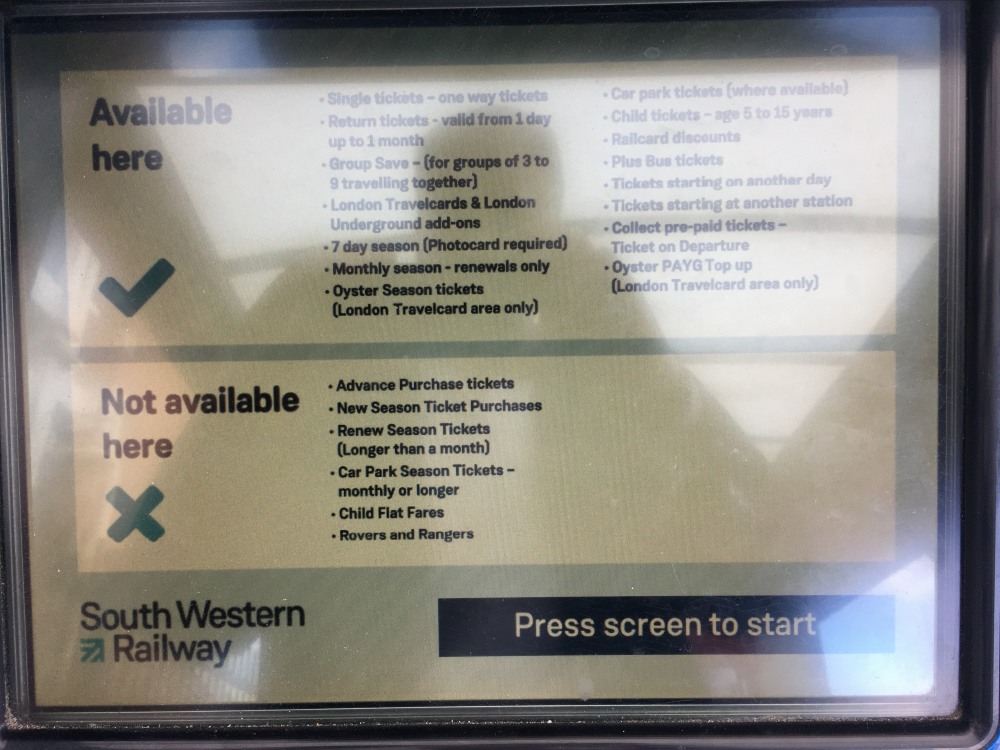 Available
here
• Single tickets – one way tickets
• Return tickets - valid from 1 day
up to 1 month
• Group Save – (for groups of 3 to
9 travelling together)
• London Travelcards & London
Underground add-ons
• 7 day season (Photocard required)
• Monthly season - renewals only
• Oyster Season tickets
(London Travelcard area only)
• Car park tickets (where available)
• Child tickets – age 5 to 15 years
• Railcard discounts
• Plus Bus tickets
• Tickets starting on another day
• Tickets starting at another station
• Collect pre-paid tickets –
Ticket on Departure
• Oyster PAYG Top up
(London Travelcard area only)
Not available
here
• Advance Purchase tickets
• New Season Ticket Purchases
• Renew Season Tickets
(Longer than a month)
• Car Park Season Tickets –
monthly or longer
• Child Flat Fares
• Rovers and Rangers
South Western
Railway
Press screen to start